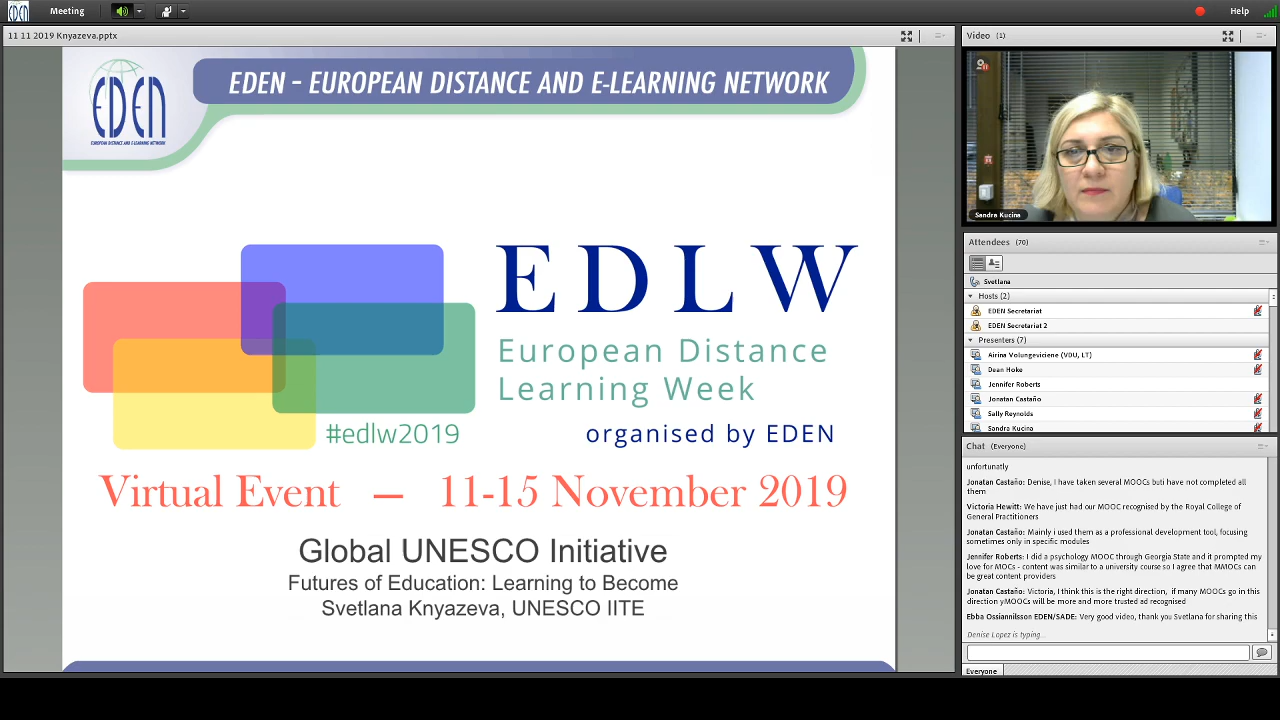 EDEN
Meeting
Help
11 11 2019 Knyazeva.pptx
EDEN
EUROPEAN DISTANCE AND E-LEARNING NETWORK
EDEN - EUROPEAN DISTANCE AND E-LEARNING NETWORK
E D L W
European Distance
Learning Week
#edlw2019
organised by EDEN
Virtual Event — 11-15 November 2019
Global UNESCO Initiative
Futures of Education: Learning to Become
Svetlana Knyazeva, UNESCO IITE
Video (1)
Sandra Kucina
Attendees (70)
Svetlana
Hosts (2)
EDEN Secretariat
EDEN Secretariat 2
Presenters (7)
Airina Volungeviciene (VDU, LT)
Dean Hoke
Jennifer Roberts
Jonatan Castaño
Sally Reynolds
Sandra Kucina
Chat (Everyone)
unfortunatly
Jonatan Castaño: Denise, I have taken several MOOCs buti have not completed all
them
Victoria Hewitt: We have just had our MOOC recognised by the Royal College of
General Practitioners
Jonatan Castaño: Mainly i used them as a professional development tool, focusing
sometimes only in specific modules
Jennifer Roberts: I did a psychology MOOC through Georgia State and it prompted my
love for MOCs - content was similar to a university course so I agree that MMOCs can
be great content providers
Jonatan Castaño: Victoria, I think this is the right direction, if many MOOCs go in this
direction yMOOCs will be more and more trusted ad recognised
Ebba Ossiannilsson EDEN/SADE: Very good video, thank you Svetlana for sharing this
Denise Lopez is typing...
Everyone